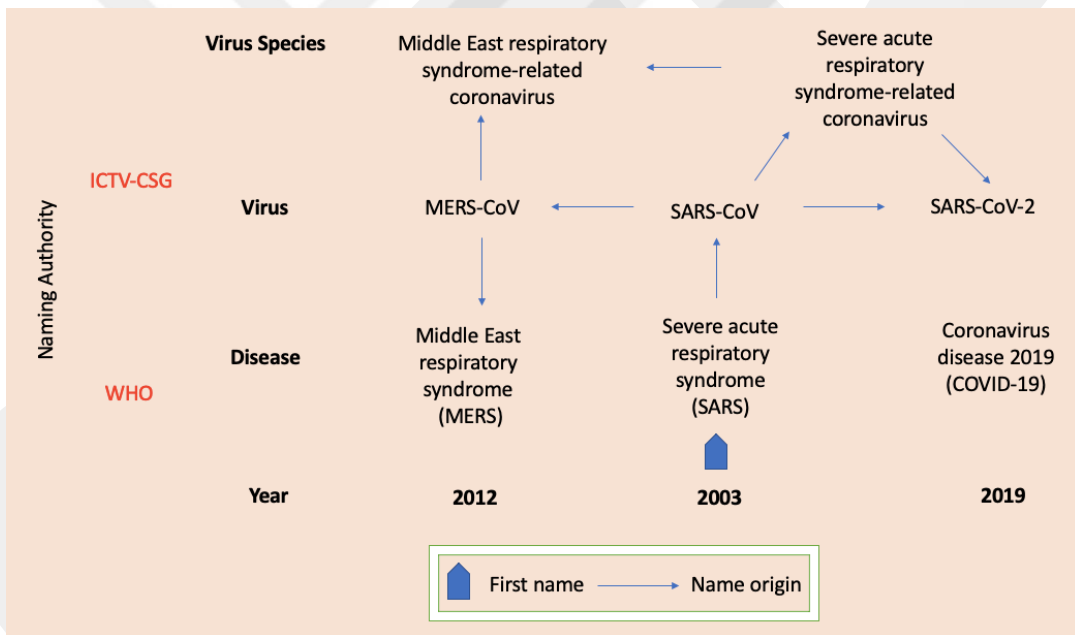 Virus Species
Middle East respiratory
syndrome-related
coronavirus
Severe acute
respiratory
syndrome-related
coronavirus
Naming Authority
ICTV-CSG
Virus
MERS-CoV
SARS-CoV
SARS-CoV-2
WHO
Disease
Middle East
respiratory
syndrome
(MERS)
Severe acute
respiratory
syndrome
(SARS)
Coronavirus
disease 2019
(COVID-19)
Year
2012
2003
2019
First name
Name origin